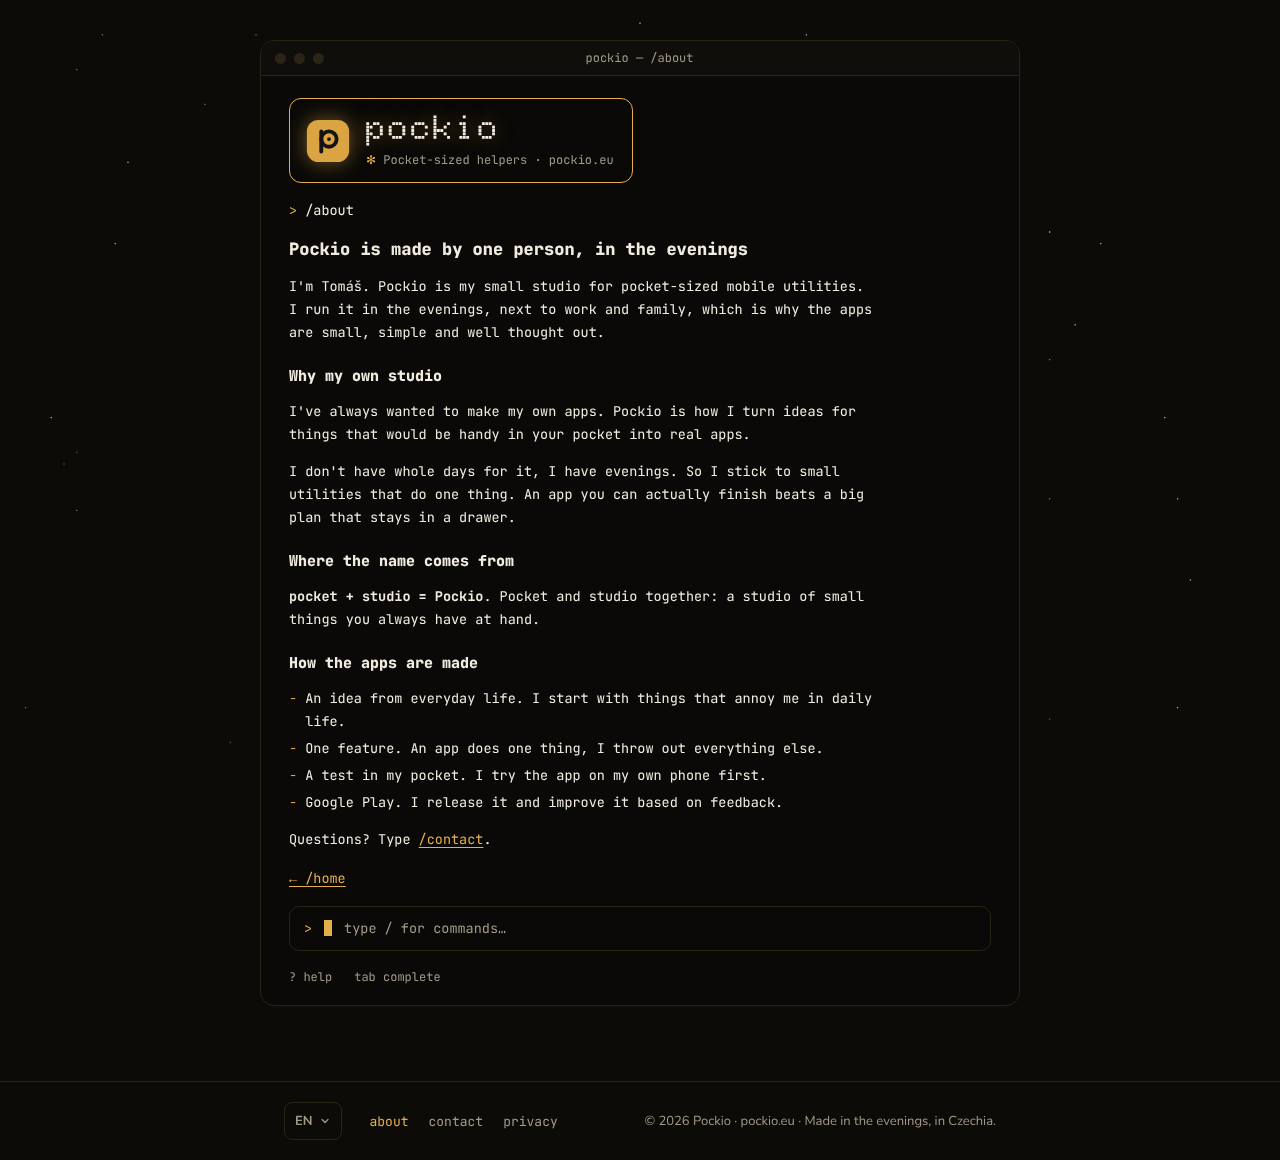 pockio — /about
p
pockio
✻ Pocket-sized helpers · pockio.eu
> /about
Pockio is made by one person, in the evenings
I'm Tomáš. Pockio is my small studio for pocket-sized mobile utilities.
I run it in the evenings, next to work and family, which is why the apps
are small, simple and well thought out.
Why my own studio
I've always wanted to make my own apps. Pockio is how I turn ideas for
things that would be handy in your pocket into real apps.
I don't have whole days for it, I have evenings. So I stick to small
utilities that do one thing. An app you can actually finish beats a big
plan that stays in a drawer.
Where the name comes from
pocket + studio = Pockio. Pocket and studio together: a studio of small
things you always have at hand.
How the apps are made
- An idea from everyday life. I start with things that annoy me in daily
life.
- One feature. An app does one thing, I throw out everything else.
- A test in my pocket. I try the app on my own phone first.
- Google Play. I release it and improve it based on feedback.
Questions? Type /contact.
← /home
> type / for commands…
? help tab complete
EN about contact privacy © 2026 Pockio · pockio.eu · Made in the evenings, in Czechia.